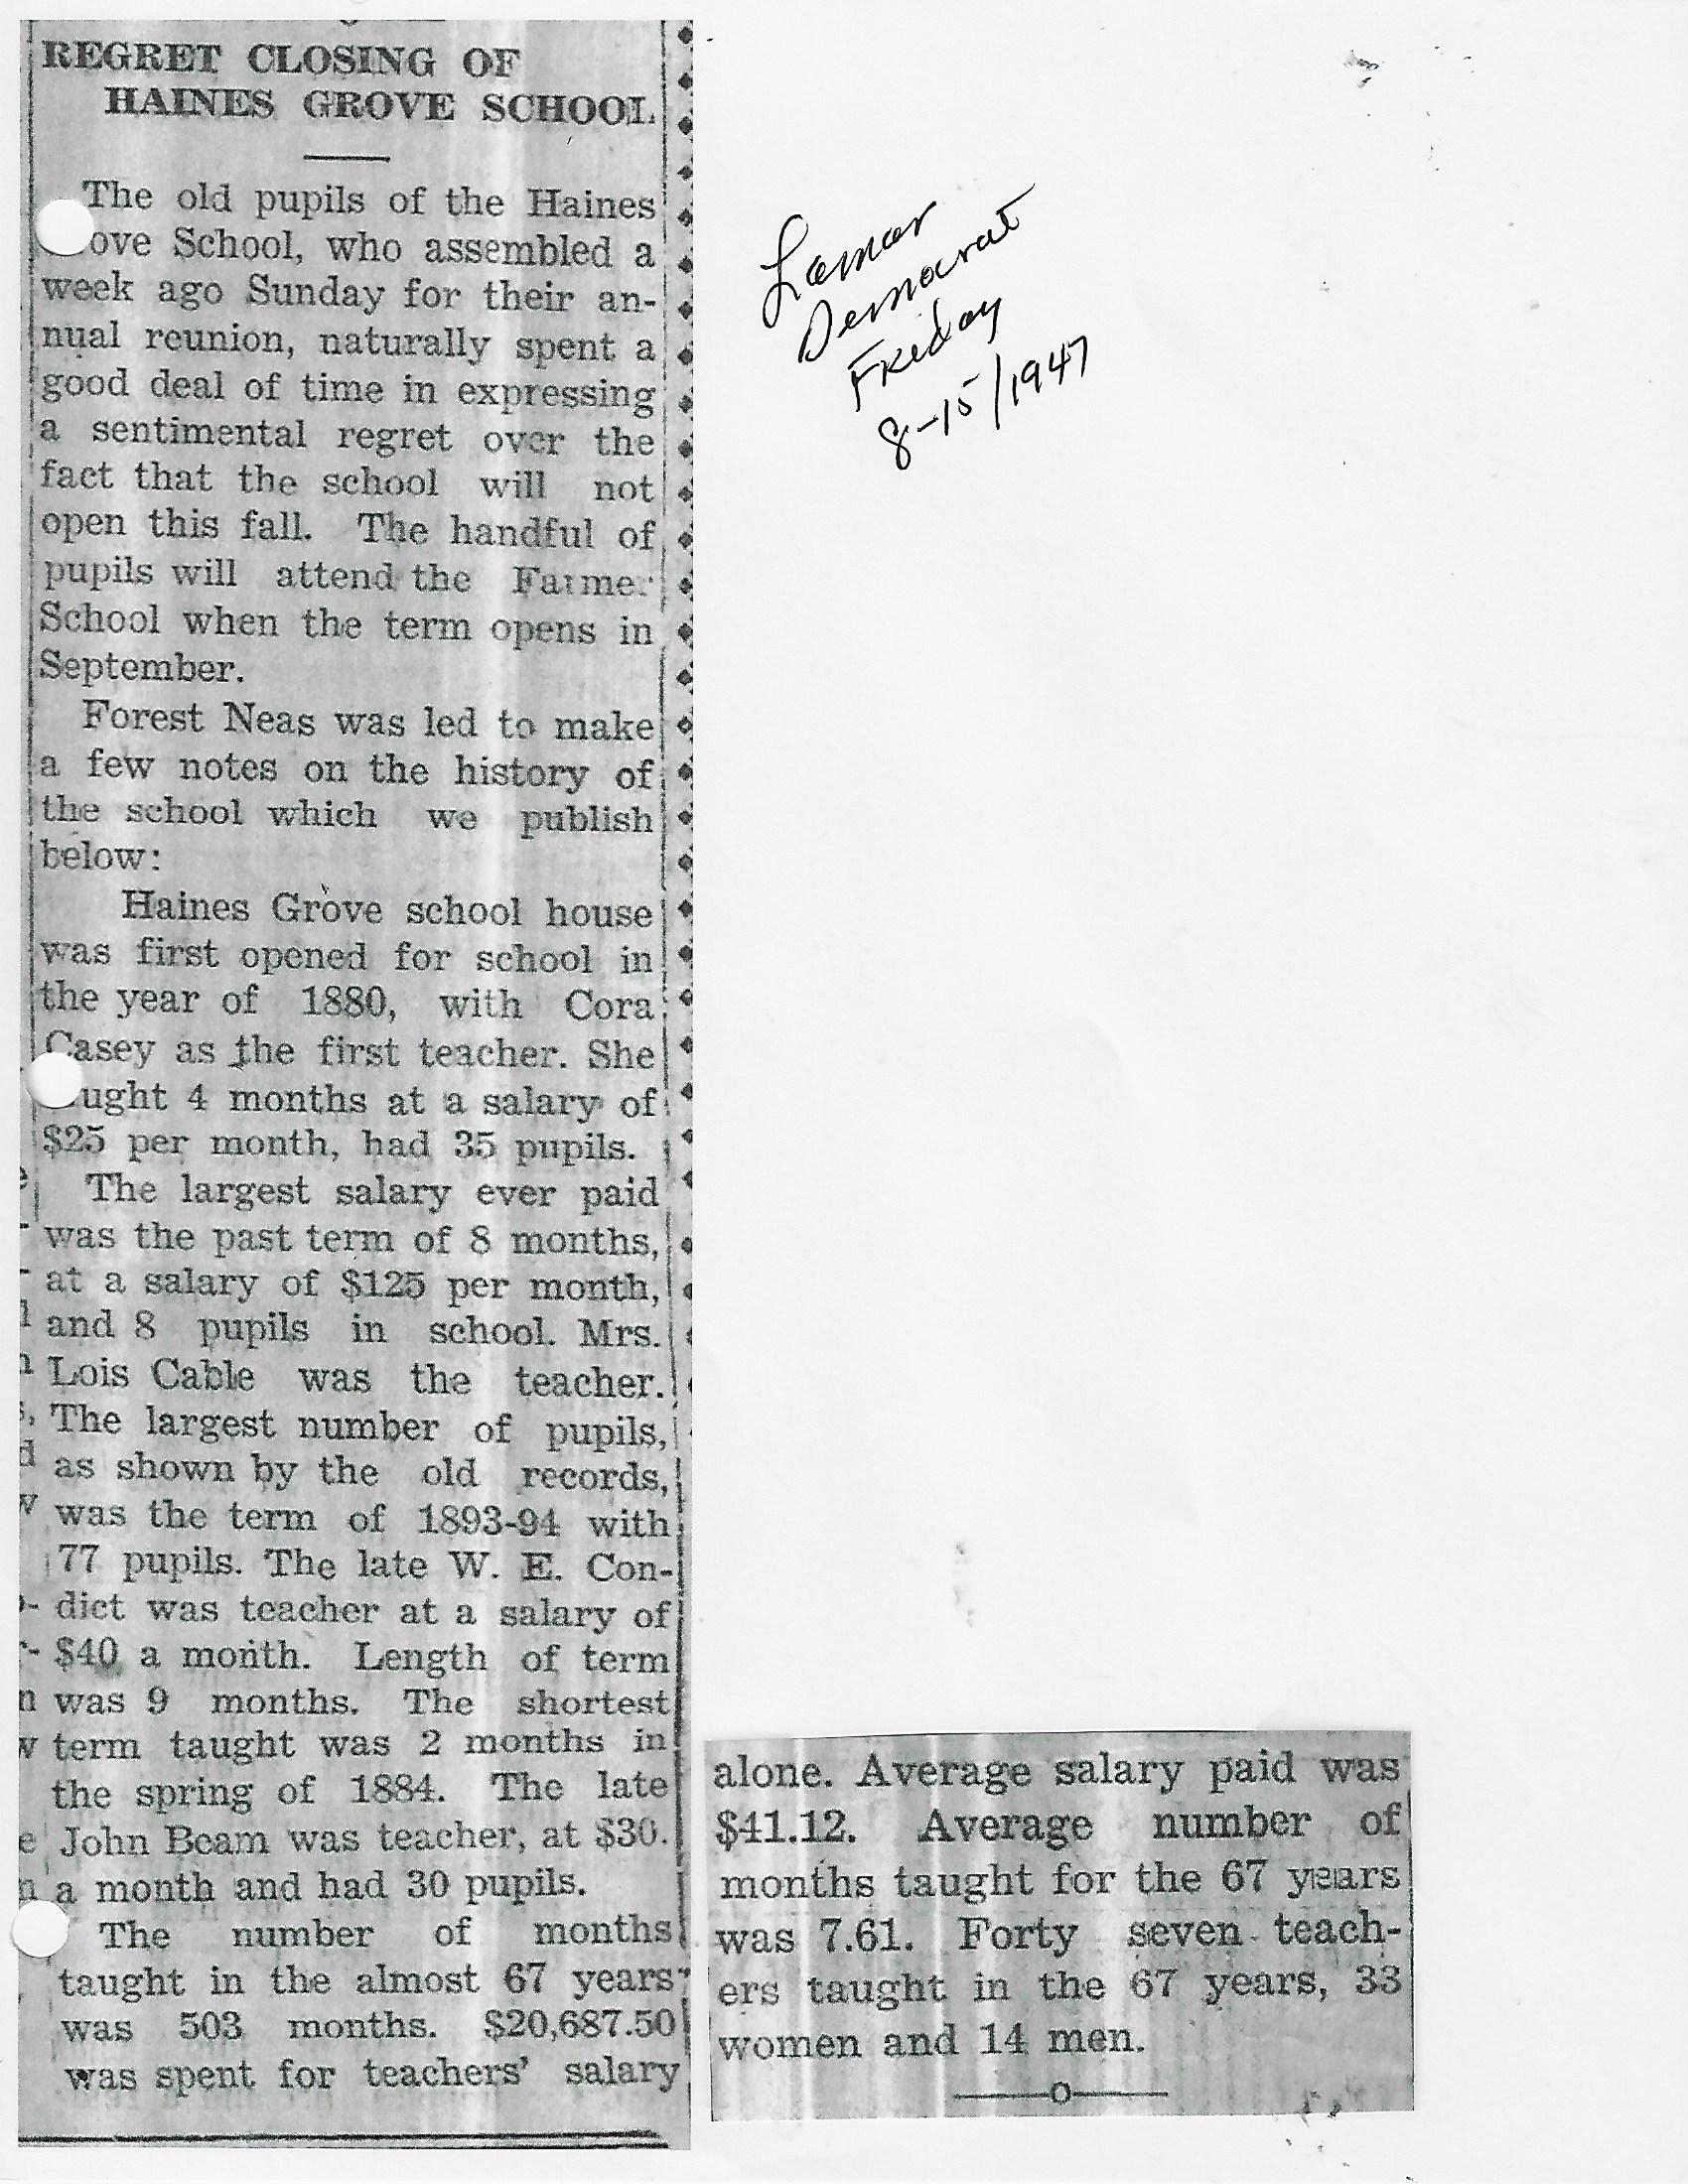 REGRET CLOSING OF
HAINES GROVE SCHOOL
The old pupils of the Haines
ove School, who assembled a
week ago Sunday for their an-
nual reunion, naturally spent a
good deal of time in expressing
a sentimental regret over the
fact that the school will not
open this fall. The handful of
pupils will attend the Farmer
School when the term opens in
September.
Forest Neas was led to make
a few notes on the history of
the school which we publish
below:
Haines Grove school house
was first opened for school in
the year of 1880, with Cora
Casey as the first teacher. She
ught 4 months at a salary of
$25 per month, had 35 pupils.
The largest salary ever paid
was the past term of 8 months,
at a salary of $125 per month,
and 8 pupils in school. Mrs.
Lois Cable was the teacher.
The largest number of pupils,
as shown by the old records,
was the term of 1893-94 with
77 pupils. The late W. E. Con-
dict was teacher at a salary of
$40 a month. Length of term
was 9 months. The shortest
term taught was 2 months in
the spring of 1884. The late
John Beam was teacher, at $30.
a month and had 30 pupils.
The number of months
taught in the almost 67 years
was 503 months. $20,687.50
was spent for teachers' salary
alone. Average salary paid was
$41.12. Average number of
months taught for the 67 years
was 7.61. Forty seven teach-
ers taught in the 67 years, 33
women and 14 men.
Lamar
Democrat
Friday
8-15/1947